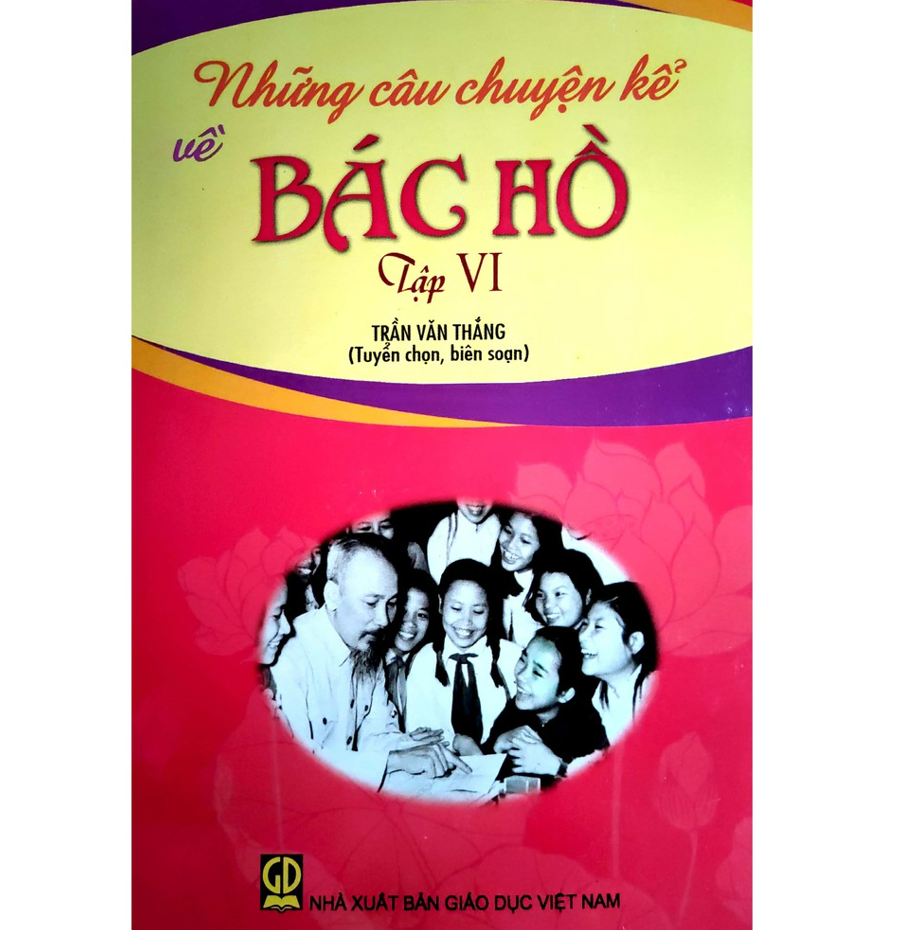 Những câu chuyện kể
về
BÁC HỒ
Tập VI
TRẦN VĂN THẮNG
(Tuyển chọn, biên soạn)
GD
NHÀ XUẤT BẢN GIÁO DỤC VIỆT NAM